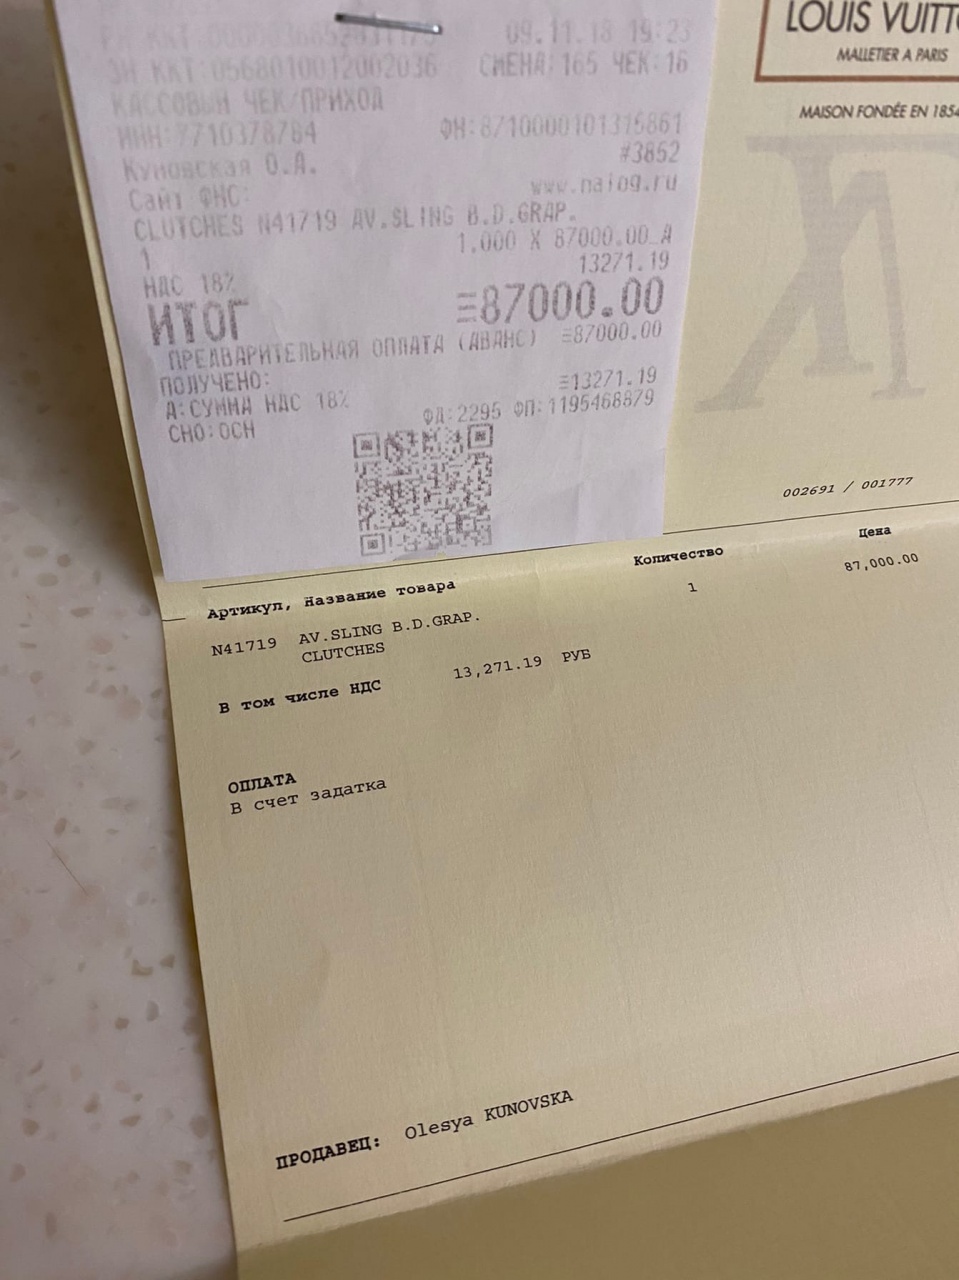 09.11.18 19:23
ЗН ККТ:0568010012002036 СМЕНА:165 ЧЕК:16
КАССОВЫЙ ЧЕК/ПРИХОД
ИНН:7710378784 ФН:8710000101315861
#3852
Куновская О.А.
Сайт ФНС: www.nalog.ru
CLUTCHES N41719 AV.SLING B.D.GRAP.
1 1.000 X 87000.00_А
НДС 18% 13271.19
ИТОГ =87000.00
ПРЕДВАРИТЕЛЬНАЯ ОПЛАТА (АВАНС) =87000.00
ПОЛУЧЕНО:
А:СУММА НДС 18% =13271.19
СНО:ОСН ФД:2295 ФП:1195468879
LOUIS VUITT
MALLETIER A PARIS
MAISON FONDÉE EN 1854
002691 / 001777
Артикул, Название товара Количество Цена
N41719 AV.SLING B.D.GRAP. 1 87,000.00
CLUTCHES
В том числе НДС 13,271.19 РУБ
ОПЛАТА
В счет задатка
ПРОДАВЕЦ: Olesya KUNOVSKA